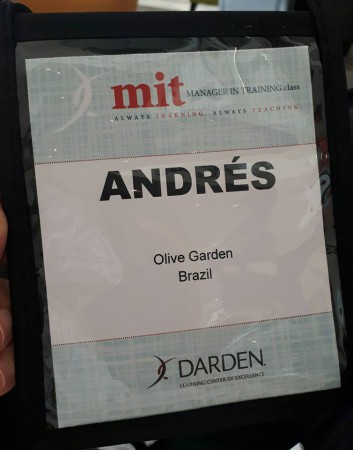 mit MANAGER IN TRAINING class
ALWAYS LEARNING. ALWAYS TEACHING.
ANDRÉS
Olive Garden
Brazil
DARDEN
LEARNING CENTER OF EXCELLENCE